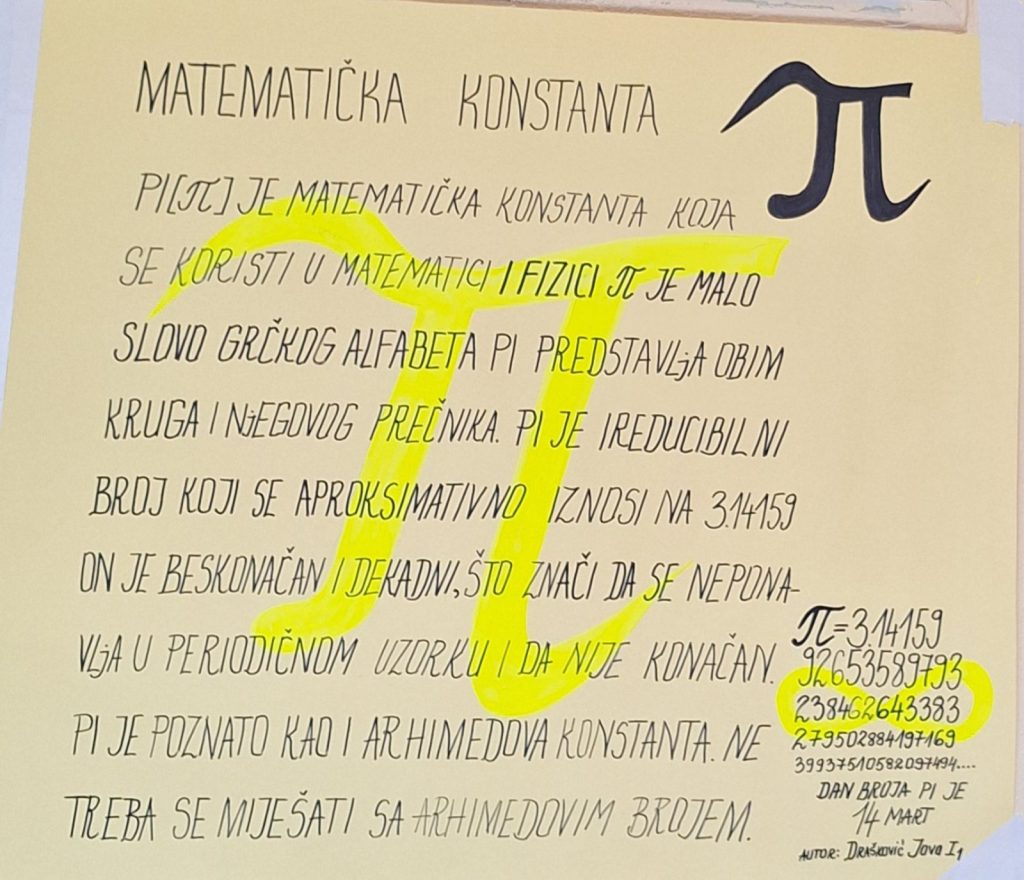 MATEMATIČKA KONSTANTA π
PI[π] JE MATEMATIČKA KONSTANTA KOJA
SE KORISTI U MATEMATICI I FIZICI π JE MALO
SLOVO GRČKOG ALFABETA PI PREDSTAVLjA OBIM
KRUGA I NjEGOVOG PREČNIKA. PI JE IREDUCIBILNI
BROJ KOJI SE APROKSIMATIVNO IZNOSI NA 3.14159
ON JE BESKONAČAN I DEKADNI, ŠTO ZNAČI DA SE NEPONA-
VLjA U PERIODIČNOM UZORKU I DA NIJE KONAČAN.
PI JE POZNATO KAO I ARHIMEDOVA KONSTANTA. NE
TREBA SE MIJEŠATI SA ARHIMEDOVIM BROJEM.
π
π=3.14159
92653589793
238462643383
279502884197169
39937510582097494....
DAN BROJA PI JE
14 MART
AUTOR: DRAŠKOVIĆ Jova I1